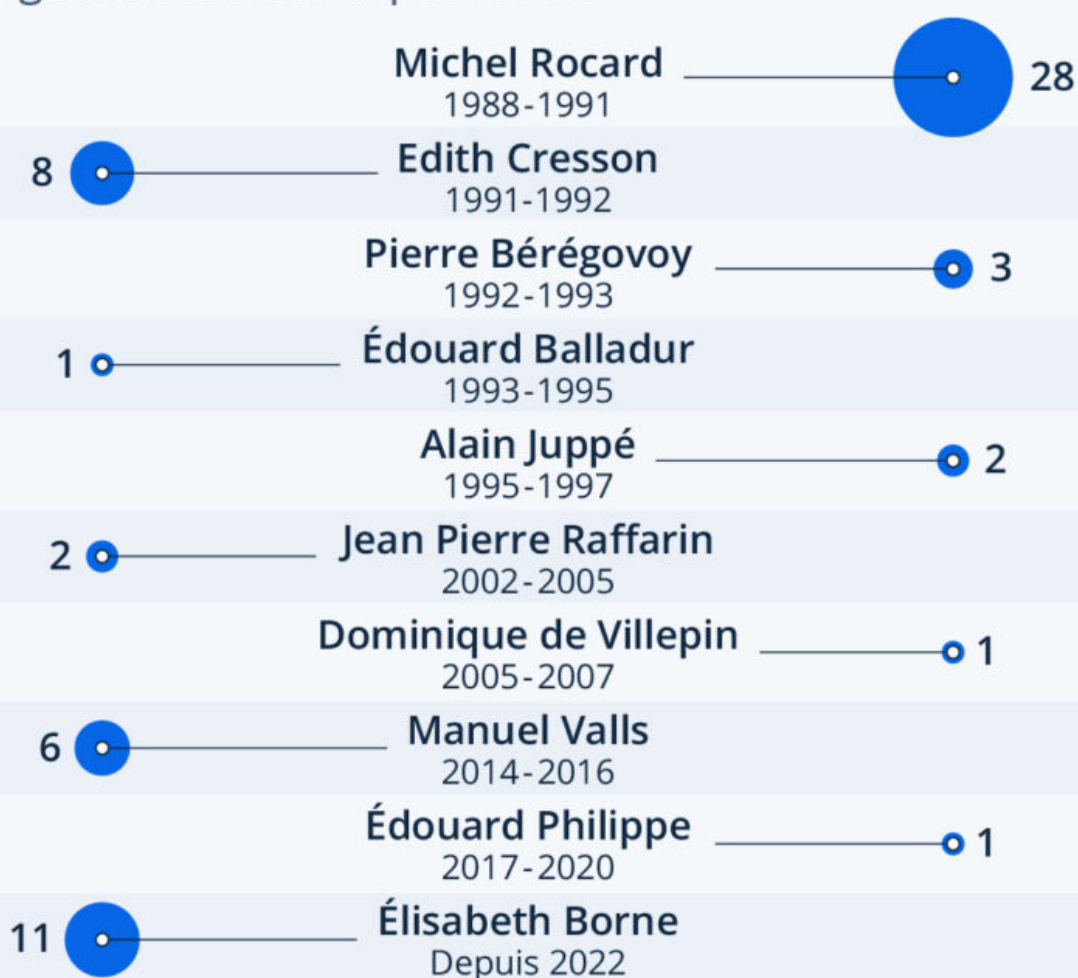 Michel Rocard
1988-1991
28
8
Edith Cresson
1991-1992
Pierre Bérégovoy
1992-1993
3
1
Édouard Balladur
1993-1995
Alain Juppé
1995-1997
2
2
Jean Pierre Raffarin
2002-2005
Dominique de Villepin
2005-2007
1
6
Manuel Valls
2014-2016
Édouard Philippe
2017-2020
1
11
Élisabeth Borne
Depuis 2022